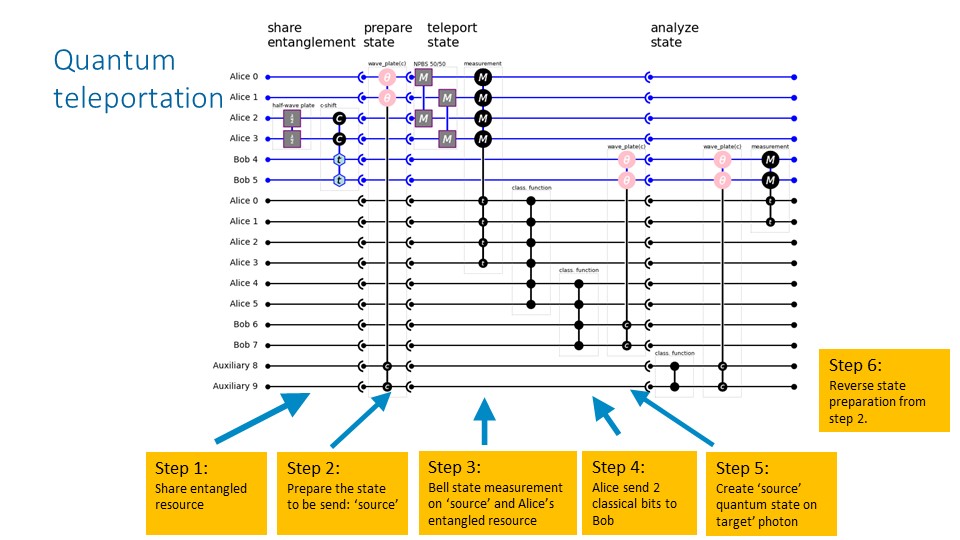 share
entanglement
prepare
state
teleport
state
analyze
state
Quantum
teleportation
wave_plate(c)
NPBS 50/50
measurement
half-wave plate
c-shift
wave_plate(c)
wave_plate(c)
measurement
class. function
class. function
class. function
Alice 0
θ
M
M
Alice 1
θ
M
M
Alice 2
C
M
M
Alice 3
C
M
M
Bob 4
t
θ
θ
M
Bob 5
t
θ
θ
M
Alice 0
t
t
Alice 1
t
t
Alice 2
t
Alice 3
t
Alice 4
Alice 5
Bob 6
c
Bob 7
c
Auxiliary 8
c
c
Auxiliary 9
c
c
Step 1:
Share entangled
resource
Step 2:
Prepare the state
to be send: ‘source’
Step 3:
Bell state measurement
on ‘source’ and Alice’s
entangled resource
Step 4:
Alice send 2
classical bits to
Bob
Step 5:
Create ‘source’
quantum state on
target’ photon
Step 6:
Reverse state
preparation from
step 2.